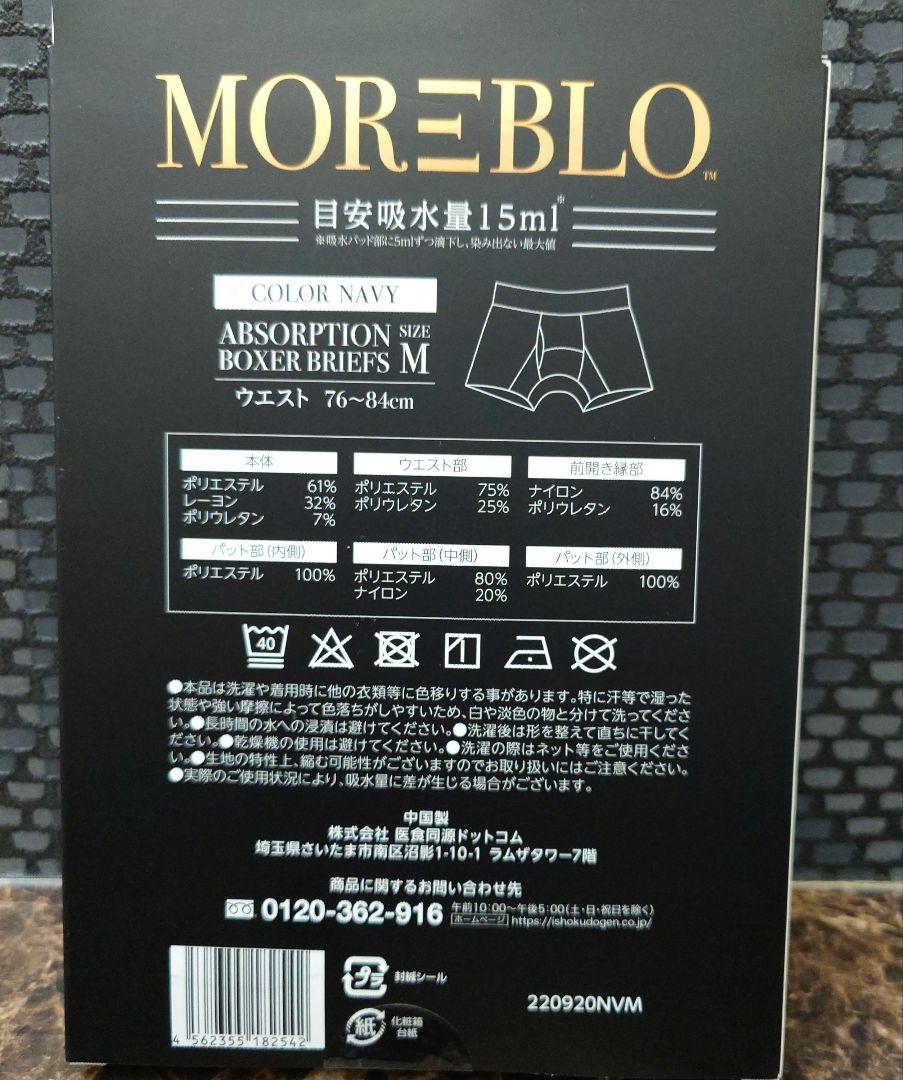 MOREBLO™
目安吸水量15ml※
※吸水パッド部に5mlずつ滴下し、染み出ない最大値
COLOR NAVY
ABSORPTION
BOXER BRIEFS
SIZE
M
ウエスト 76〜84cm
本体
ポリエステル 61%
レーヨン 32%
ポリウレタン 7%
ウエスト部
ポリエステル 75%
ポリウレタン 25%
前開き縁部
ナイロン 84%
ポリウレタン 16%
パット部(内側)
ポリエステル 100%
パット部(中側)
ポリエステル 80%
ナイロン 20%
パット部(外側)
ポリエステル 100%
40
●本品は洗濯や着用時に他の衣類等に色移りする事があります。特に汗等で湿った
状態や強い摩擦によって色落ちがしやすいため、白や淡色の物と分けて洗ってくださ
い。●長時間の水への浸漬は避けてください。●洗濯後は形を整えて直ちに干してく
ださい。●乾燥機の使用は避けてください。●洗濯の際はネット等をご使用くださ
い。●生地の特性上、縮む可能性がございますのでお取り扱いにはご注意ください。
●実際のご使用状況により、吸水量に差が生じる場合がございます。
中国製
株式会社 医食同源ドットコム
埼玉県さいたま市南区沼影1-10-1 ラムザタワー7階
商品に関するお問い合わせ先
0120-362-916
午前10:00〜午後5:00(土・日・祝日を除く)
ホームページ https://ishokudogen.co.jp/
プラ
封緘シール
紙
化粧箱
台紙
220920NVM
4 562355 182542